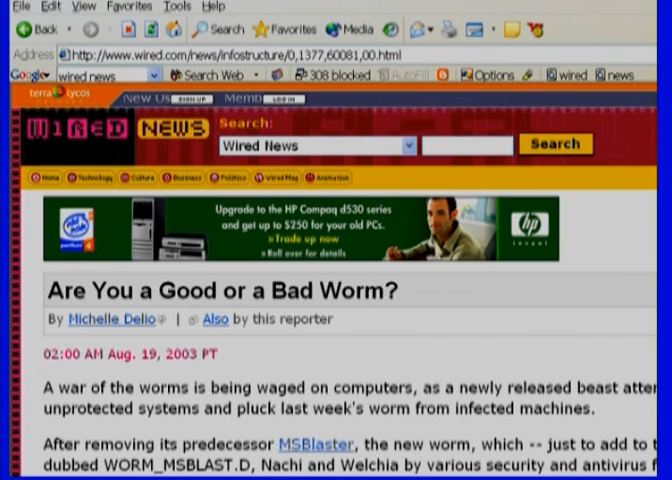 File Edit View Favorites Tools Help
Back Search Favorites Media
Address http://www.wired.com/news/infostructure/0,1377,60081,00.html
Google wired news Search Web 308 blocked AutoFill Options wired news
terra lycos
NETWORK
New Us SIGN UP Memb LOG IN
WIRED NEWS
Search:
Wired News Search
Home Technology Culture Business Politics Wired Mag Animation
Upgrade to the HP Compaq d530 series
and get up to $250 for your old PCs.
»Trade up now
»Roll over for details
pentium 4
hp
invent
Are You a Good or a Bad Worm?
By Michelle Delio | Also by this reporter
02:00 AM Aug. 19, 2003 PT
A war of the worms is being waged on computers, as a newly released beast atter
unprotected systems and pluck last week's worm from infected machines.
After removing its predecessor MSBlaster, the new worm, which -- just to add to t
dubbed WORM_MSBLAST.D, Nachi and Welchia by various security and antivirus f